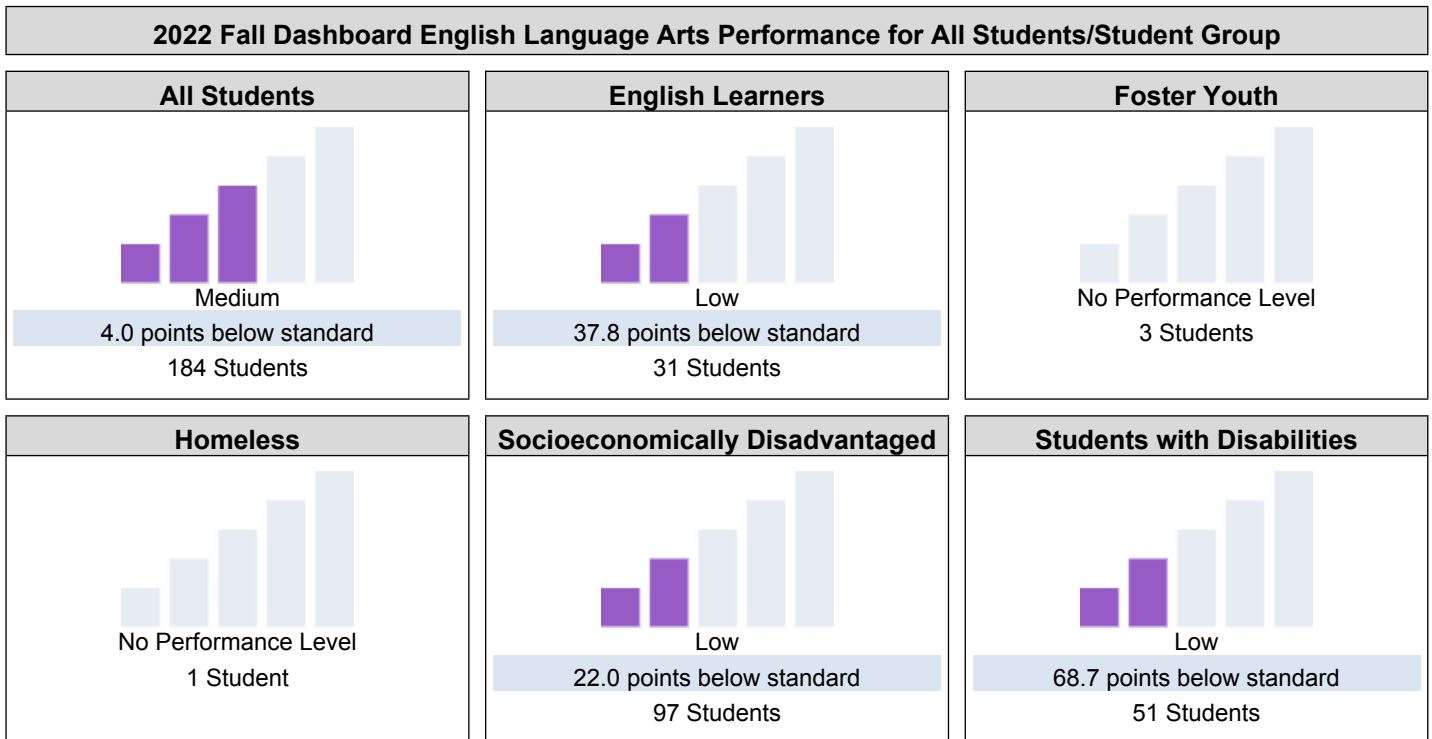 2022 Fall Dashboard English Language Arts Performance for All Students/Student Group
All Students
Medium
4.0 points below standard
184 Students
English Learners
Low
37.8 points below standard
31 Students
Foster Youth
No Performance Level
3 Students
Homeless
No Performance Level
1 Student
Socioeconomically Disadvantaged
Low
22.0 points below standard
97 Students
Students with Disabilities
Low
68.7 points below standard
51 Students